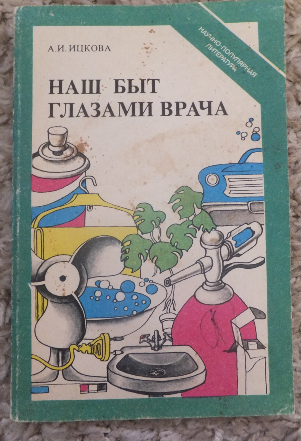 А. И. ИЦКОВА
НАУЧНО-ПОПУЛЯРНАЯ
ЛИТЕРАТУРА
НАШ БЫТ
ГЛАЗАМИ ВРАЧА